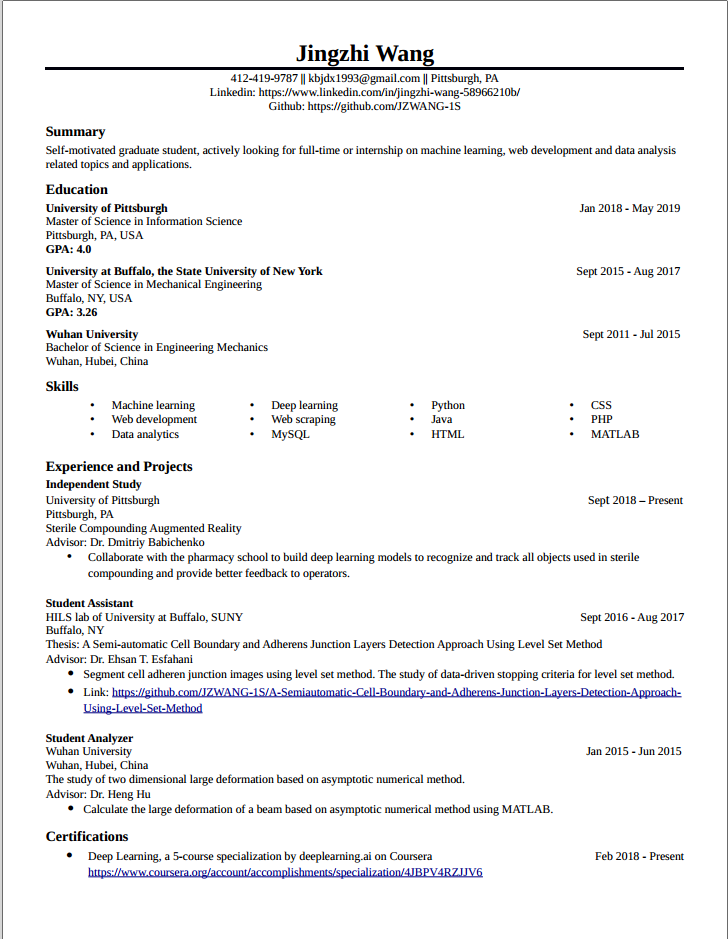 Jingzhi Wang
412-419-9787 || kbjdx1993@gmail.com || Pittsburgh, PA
Linkedin: https://www.linkedin.com/in/jingzhi-wang-58966210b/
Github: https://github.com/JZWANG-1S
Summary
Self-motivated graduate student, actively looking for full-time or internship on machine learning, web development and data analysis
related topics and applications.
Education
University of Pittsburgh Jan 2018 - May 2019
Master of Science in Information Science
Pittsburgh, PA, USA
GPA: 4.0
University at Buffalo, the State University of New York Sept 2015 - Aug 2017
Master of Science in Mechanical Engineering
Buffalo, NY, USA
GPA: 3.26
Wuhan University Sept 2011 - Jul 2015
Bachelor of Science in Engineering Mechanics
Wuhan, Hubei, China
Skills
• Machine learning • Deep learning • Python • CSS
• Web development • Web scraping • Java • PHP
• Data analytics • MySQL • HTML • MATLAB
Experience and Projects
Independent Study
University of Pittsburgh Sept 2018 – Present
Pittsburgh, PA
Sterile Compounding Augmented Reality
Advisor: Dr. Dmitriy Babichenko
• Collaborate with the pharmacy school to build deep learning models to recognize and track all objects used in sterile
compounding and provide better feedback to operators.
Student Assistant
HILS lab of University at Buffalo, SUNY Sept 2016 - Aug 2017
Buffalo, NY
Thesis: A Semi-automatic Cell Boundary and Adherens Junction Layers Detection Approach Using Level Set Method
Advisor: Dr. Ehsan T. Esfahani
• Segment cell adheren junction images using level set method. The study of data-driven stopping criteria for level set method.
• Link: https://github.com/JZWANG-1S/A-Semiautomatic-Cell-Boundary-and-Adherens-Junction-Layers-Detection-Approach-
Using-Level-Set-Method
Student Analyzer
Wuhan University Jan 2015 - Jun 2015
Wuhan, Hubei, China
The study of two dimensional large deformation based on asymptotic numerical method.
Advisor: Dr. Heng Hu
• Calculate the large deformation of a beam based on asymptotic numerical method using MATLAB.
Certifications
• Deep Learning, a 5-course specialization by deeplearning.ai on Coursera Feb 2018 - Present
https://www.coursera.org/account/accomplishments/specialization/4JBPV4RZJJV6